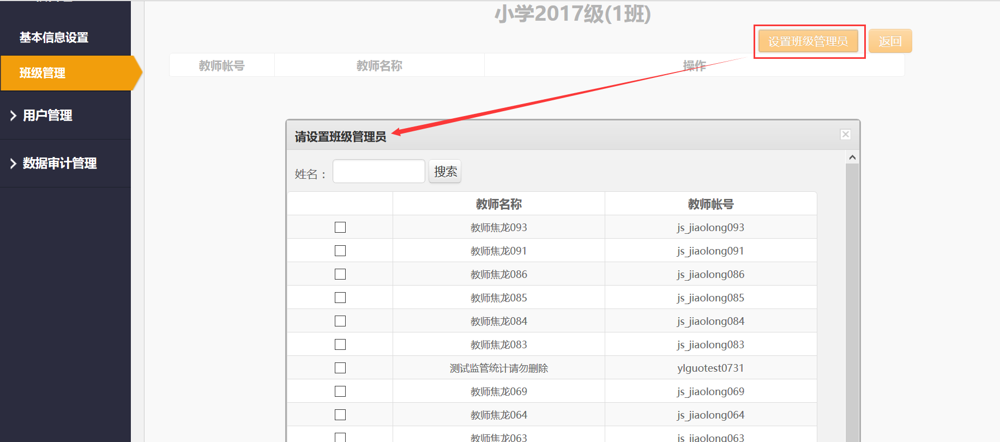 基本信息设置
班级管理
用户管理
数据审计管理
小学2017级(1班)
设置班级管理员 返回
教师帐号 教师名称 操作
请设置班级管理员
姓名： 搜索
教师名称 教师帐号
教师焦龙093 js_jiaolong093
教师焦龙091 js_jiaolong091
教师焦龙086 js_jiaolong086
教师焦龙085 js_jiaolong085
教师焦龙084 js_jiaolong084
教师焦龙083 js_jiaolong083
测试监管统计请勿删除 ylguotest0731
教师焦龙069 js_jiaolong069
教师焦龙064 js_jiaolong064
教师焦龙063 js_jiaolong063